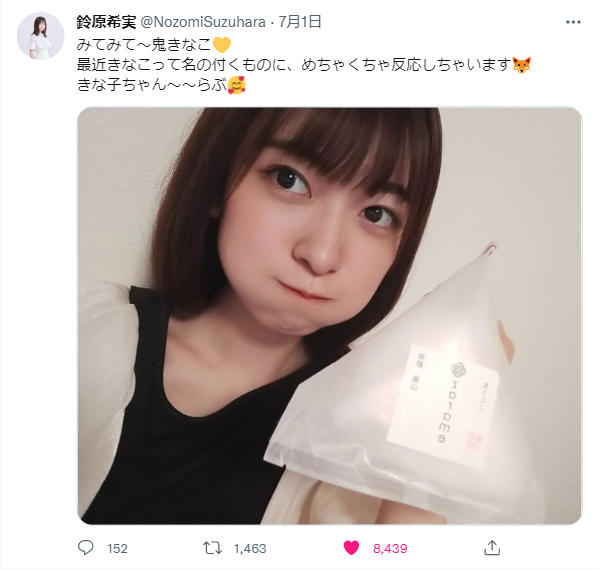 鈴原希実 @NozomiSuzuhara · 7月1日
みてみて〜鬼きなこ💛
最近きなこって名の付くものに、めちゃくちゃ反応しちゃいます🦊
きな子ちゃん〜〜らぶ🥰
zarame
152
1,463
8,439